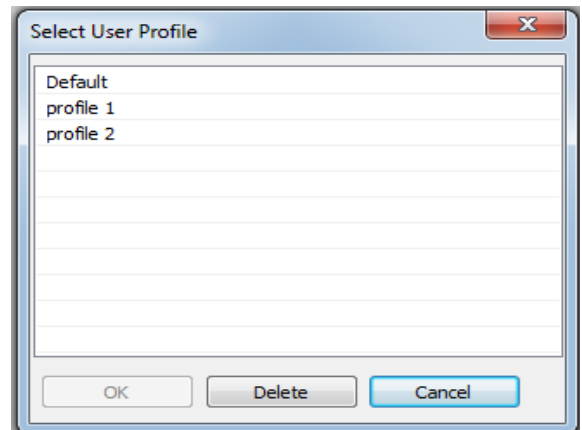 Select User Profile
Default
profile 1
profile 2
OK Delete Cancel